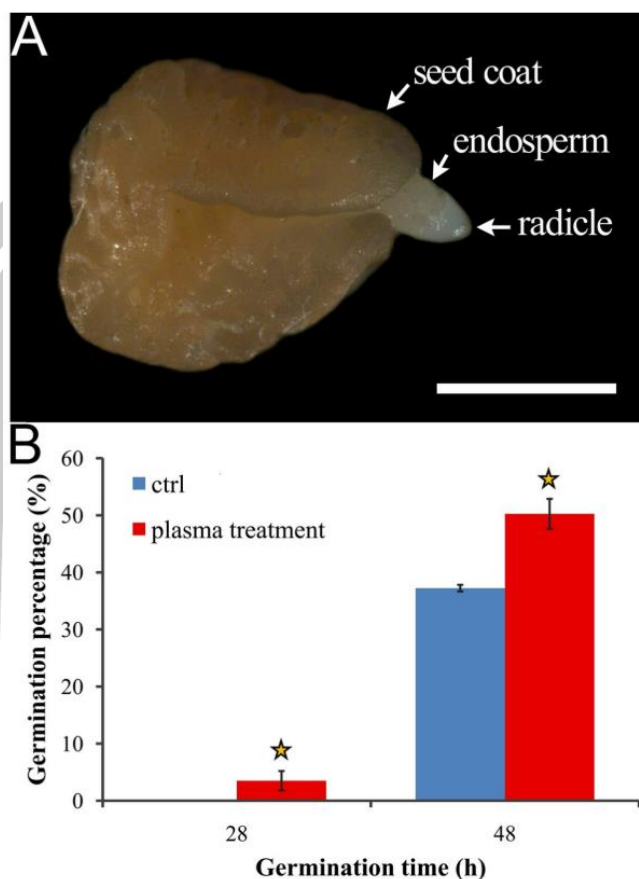 A
seed coat
endosperm
radicle
B
60
50
40
30
20
10
0
Germination percentage (%)
ctrl
plasma treatment
28
48
Germination time (h)